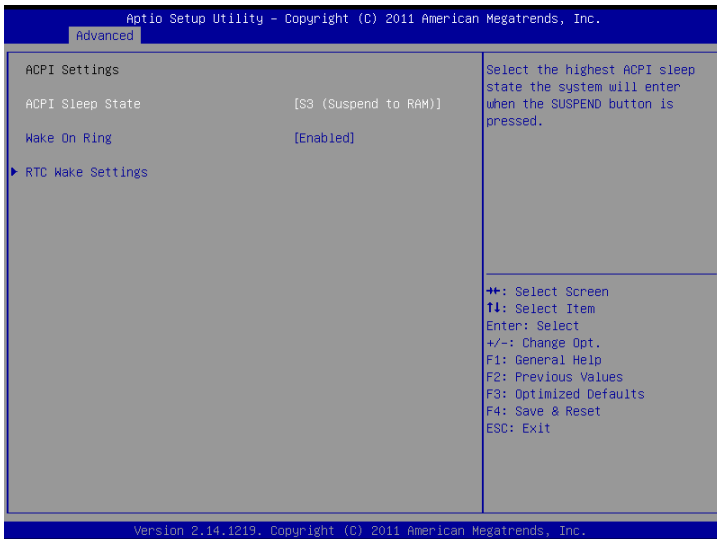 Aptio Setup Utility – Copyright (C) 2011 American Megatrends, Inc.
Advanced
ACPI Settings
ACPI Sleep State [S3 (Suspend to RAM)]
Wake On Ring [Enabled]
▶ RTC Wake Settings
Select the highest ACPI sleep
state the system will enter
when the SUSPEND button is
pressed.
→←: Select Screen
↑↓: Select Item
Enter: Select
+/-: Change Opt.
F1: General Help
F2: Previous Values
F3: Optimized Defaults
F4: Save & Reset
ESC: Exit
Version 2.14.1219. Copyright (C) 2011 American Megatrends, Inc.